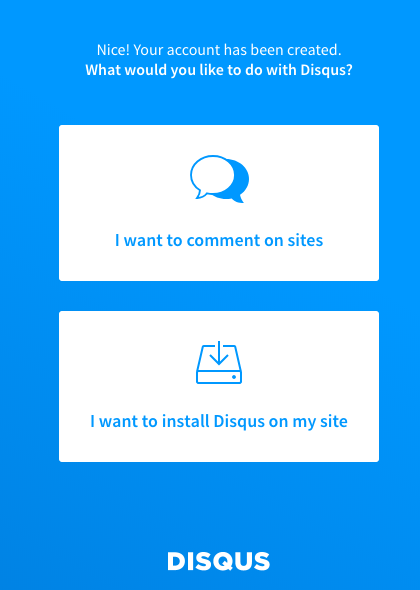 Nice! Your account has been created.
What would you like to do with Disqus?
I want to comment on sites
I want to install Disqus on my site
DISQUS